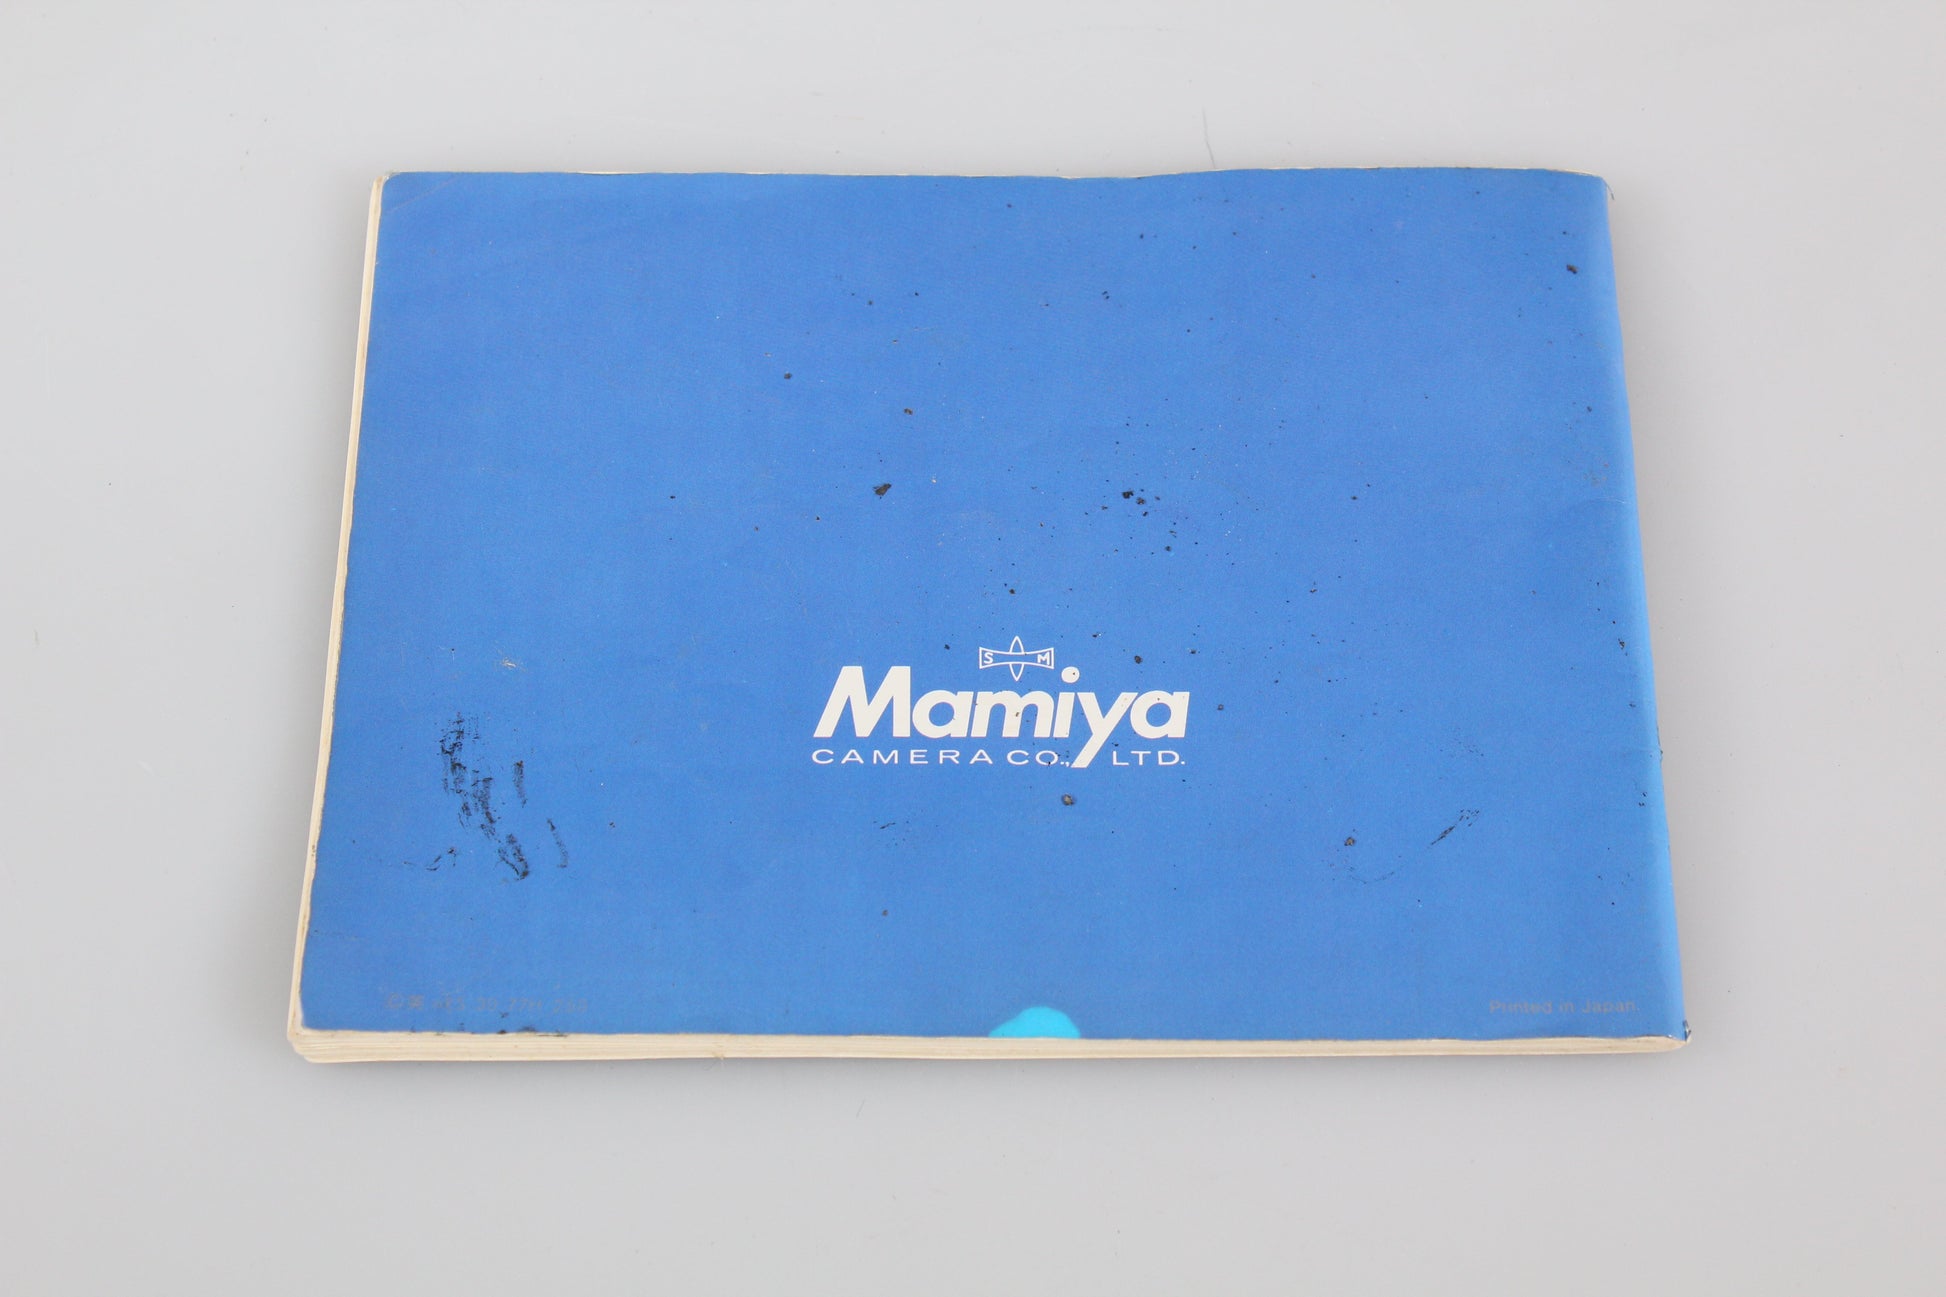 S M
Mamiya
CAMERA CO., LTD.
Printed in Japan.